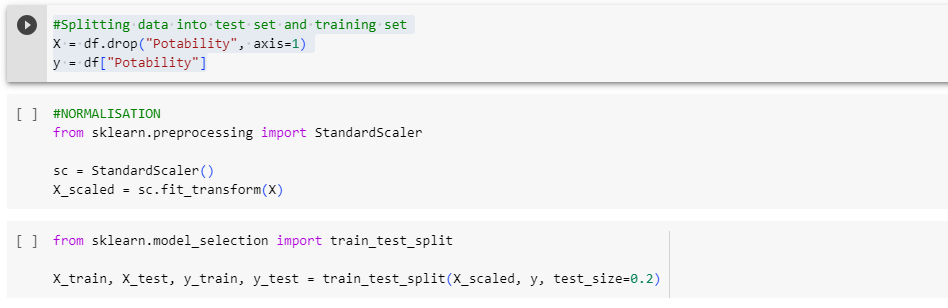 #Splitting data into test set and training set
X = df.drop("Potability", axis=1)
y = df["Potability"]
[ ] #NORMALISATION
from sklearn.preprocessing import StandardScaler
sc = StandardScaler()
X_scaled = sc.fit_transform(X)
[ ] from sklearn.model_selection import train_test_split
X_train, X_test, y_train, y_test = train_test_split(X_scaled, y, test_size=0.2)